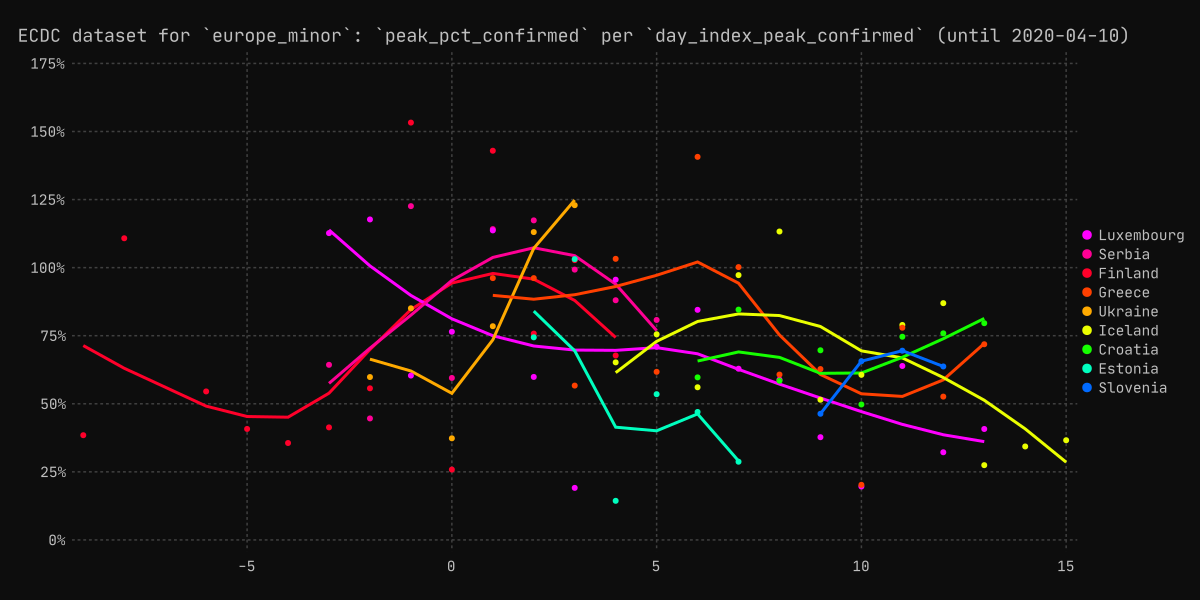 ECDC dataset for `europe_minor`: `peak_pct_confirmed` per `day_index_peak_confirmed` (until 2020-04-10)
175%
150%
125%
100%
75%
50%
25%
0%
-5
0
5
10
15
Luxembourg
Serbia
Finland
Greece
Ukraine
Iceland
Croatia
Estonia
Slovenia